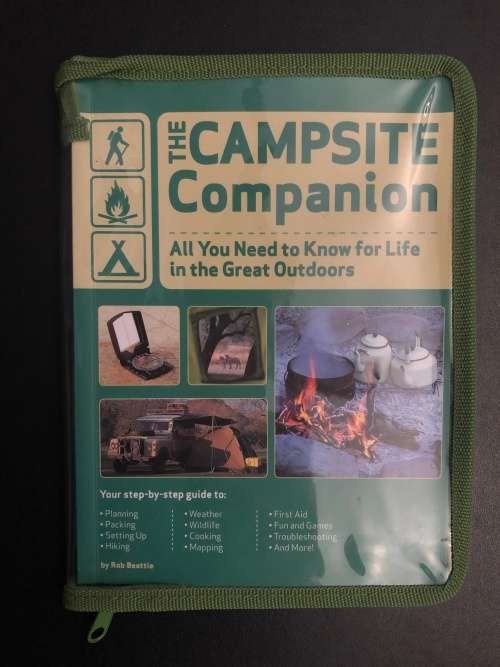 THE CAMPSITE
Companion
All You Need to Know for Life
in the Great Outdoors
Your step-by-step guide to:
• Planning
• Packing
• Setting Up
• Hiking
• Weather
• Wildlife
• Cooking
• Mapping
• First Aid
• Fun and Games
• Troubleshooting
• And More!
by Rob Beattie